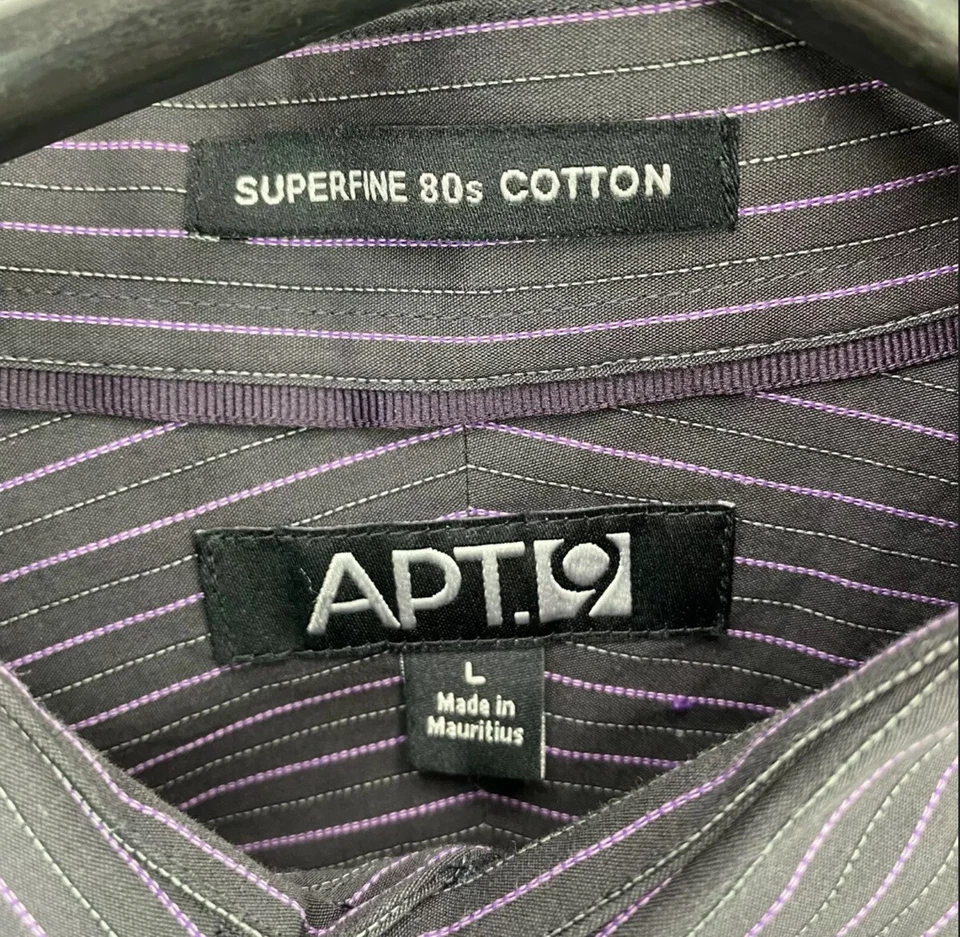 SUPERFINE 80s COTTON
APT.9
L
Made in
Mauritius